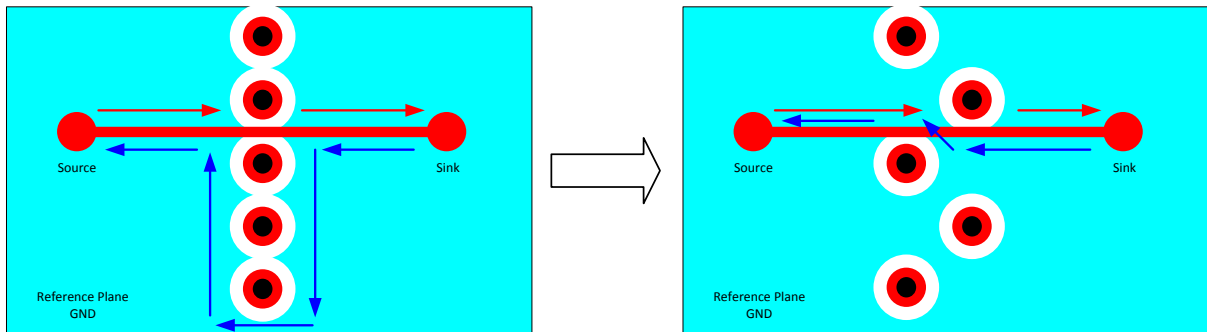 Source
Sink
Reference Plane
GND
Source
Sink
Reference Plane
GND